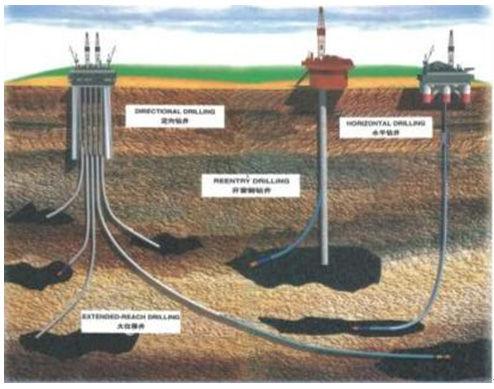 DIRECTIONAL DRILLING
定向钻井
HORIZONTAL DRILLING
水平钻井
REENTRY DRILLING
开窗侧钻井
EXTENDED-REACH DRILLING
大位移井